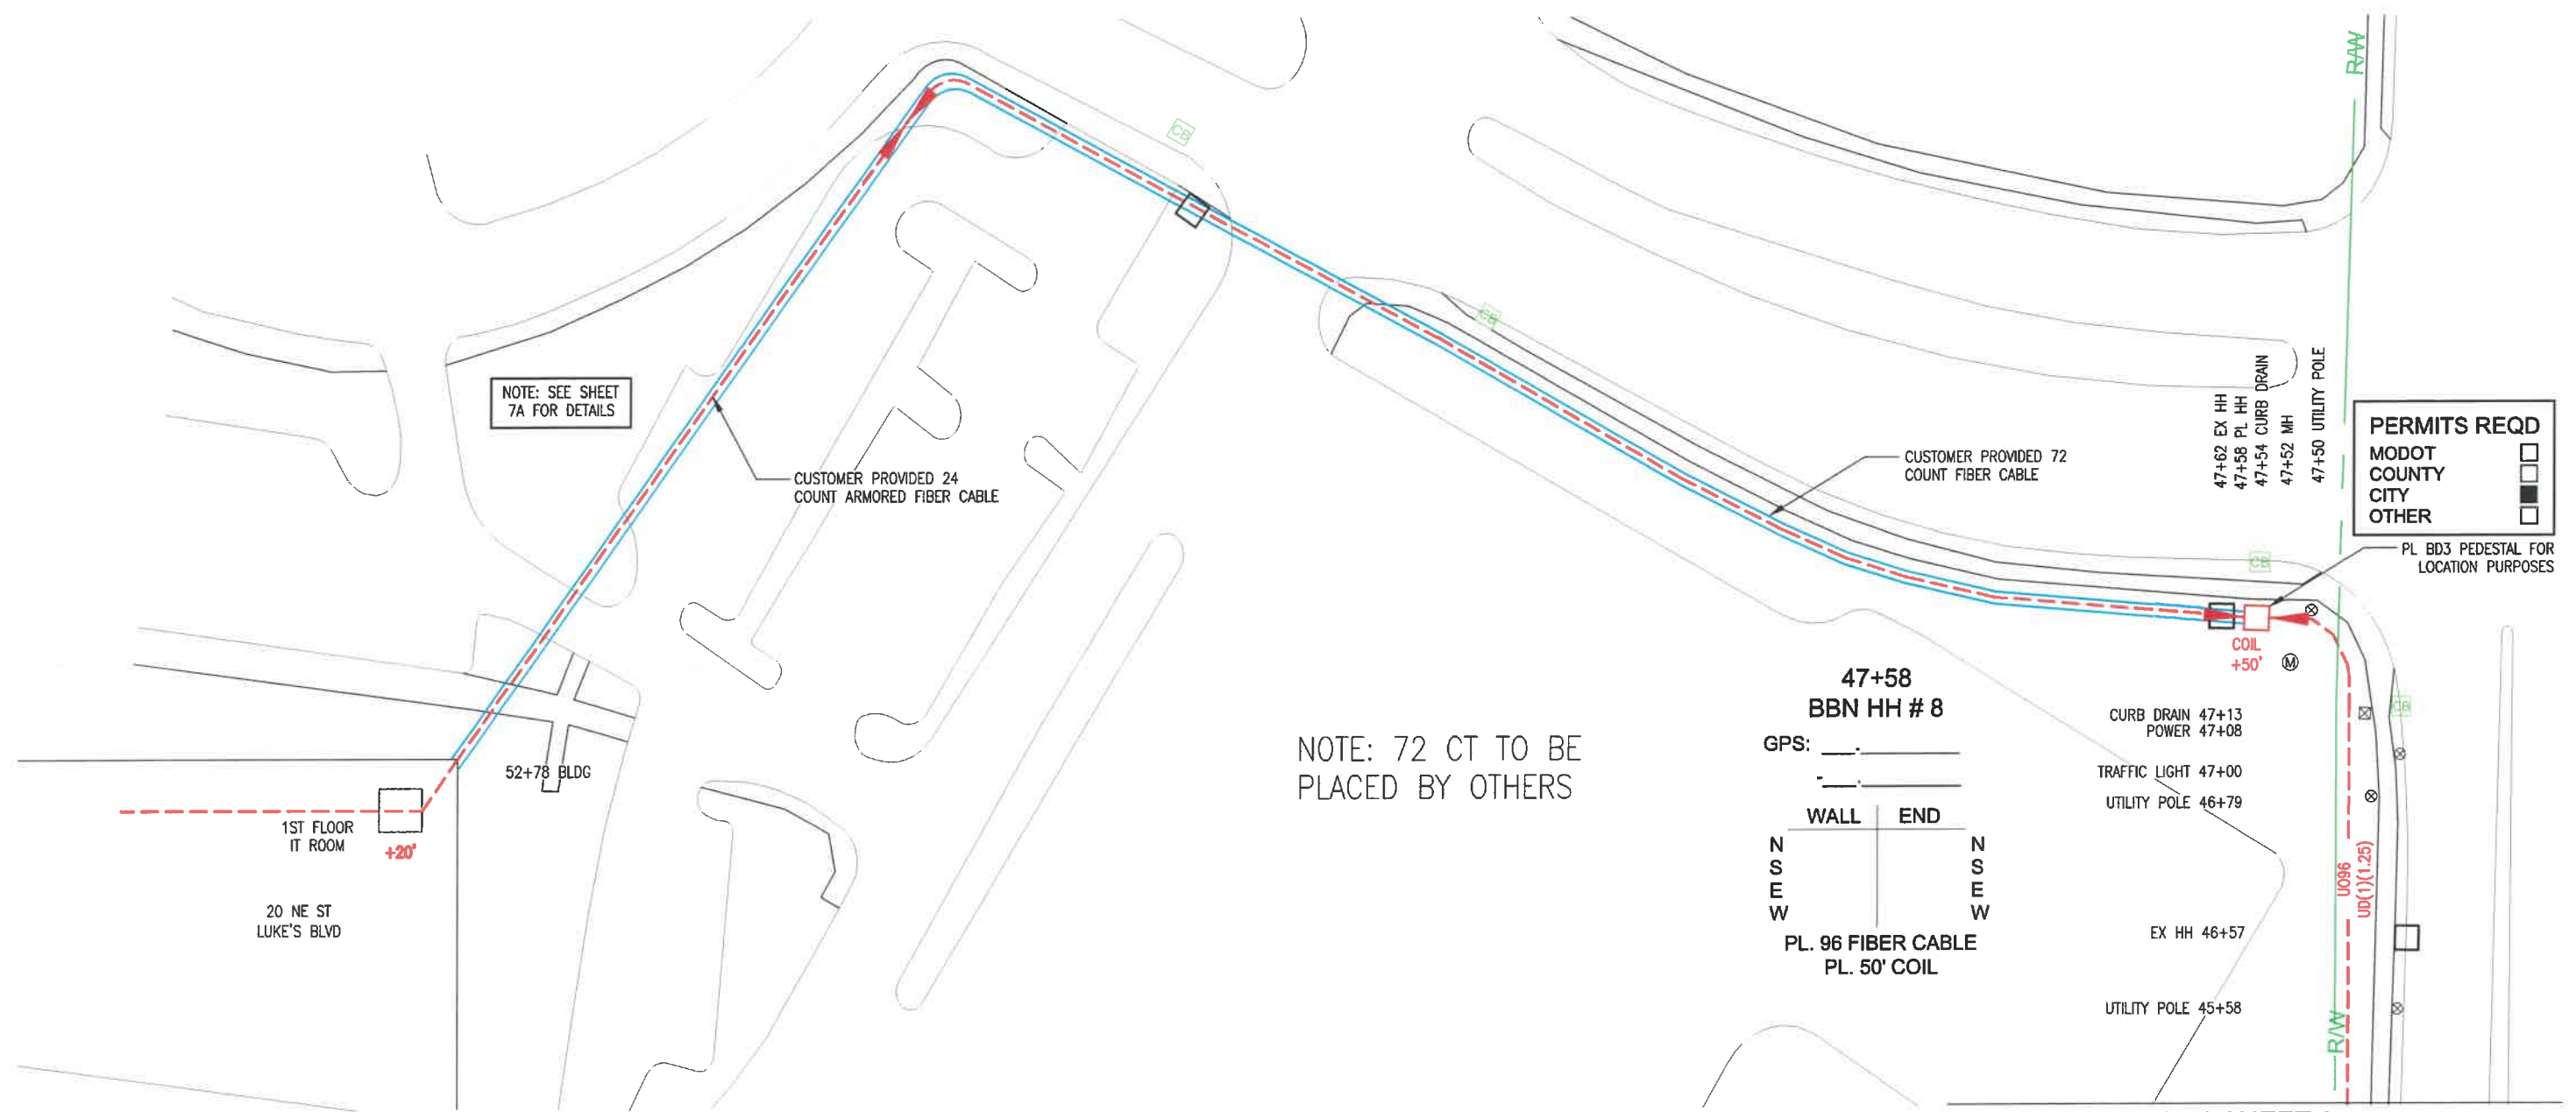 R/W
CB
CB
NOTE: SEE SHEET
7A FOR DETAILS
CUSTOMER PROVIDED 24
COUNT ARMORED FIBER CABLE
CUSTOMER PROVIDED 72
COUNT FIBER CABLE
47+62 EX HH
47+58 PL HH
47+54 CURB DRAIN
47+52 MH
47+50 UTILITY POLE
PERMITS REQD
MODOT
COUNTY
CITY
OTHER
PL BD3 PEDESTAL FOR
LOCATION PURPOSES
CB
COIL
+50'
M
CB
47+58
BBN HH # 8
GPS: __.______
-__.______
WALL END
N N
S S
E E
W W
PL. 96 FIBER CABLE
PL. 50' COIL
NOTE: 72 CT TO BE
PLACED BY OTHERS
CURB DRAIN 47+13
POWER 47+08
TRAFFIC LIGHT 47+00
UTILITY POLE 46+79
EX HH 46+57
UTILITY POLE 45+58
UO96
UD(1)(1.25)
R/W
52+78 BLDG
1ST FLOOR
IT ROOM
+20'
20 NE ST
LUKE'S BLVD